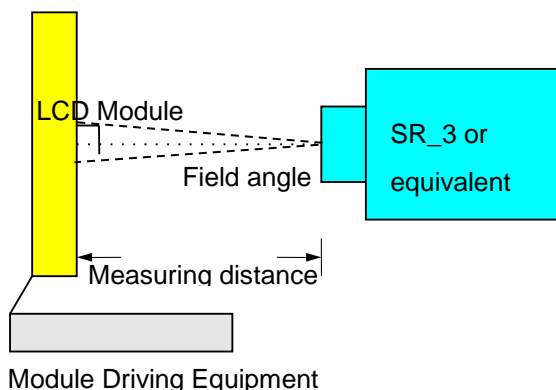 LCD Module
SR_3 or
equivalent
Field angle
Measuring distance
Module Driving Equipment